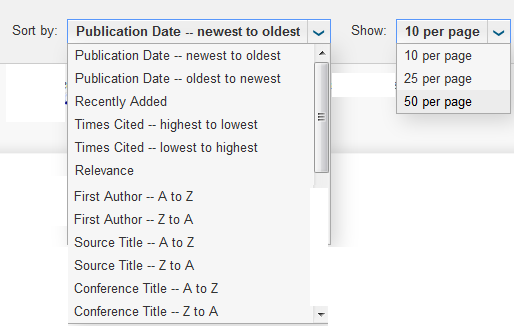 Sort by: Publication Date -- newest to oldest Show: 10 per page
Publication Date -- newest to oldest
Publication Date -- oldest to newest
Recently Added
Times Cited -- highest to lowest
Times Cited -- lowest to highest
Relevance
First Author -- A to Z
First Author -- Z to A
Source Title -- A to Z
Source Title -- Z to A
Conference Title -- A to Z
Conference Title -- Z to A
10 per page
25 per page
50 per page